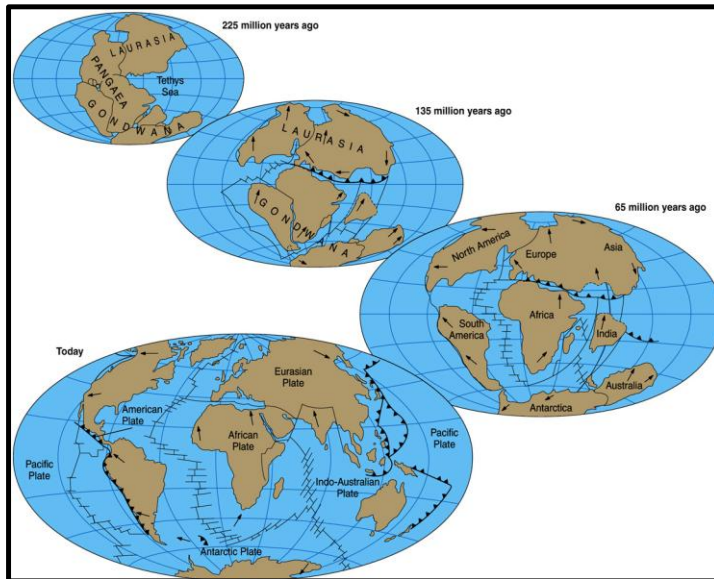 225 million years ago
LAURASIA
PANGAEA
Tethys
Sea
GONDWANA
135 million years ago
LAURASIA
GONDWANA
65 million years ago
North America
Europe
Asia
Africa
South
America
India
Australia
Antarctica
Today
Eurasian
Plate
American
Plate
African
Plate
Pacific
Plate
Pacific
Plate
Indo-Australian
Plate
Antarctic Plate